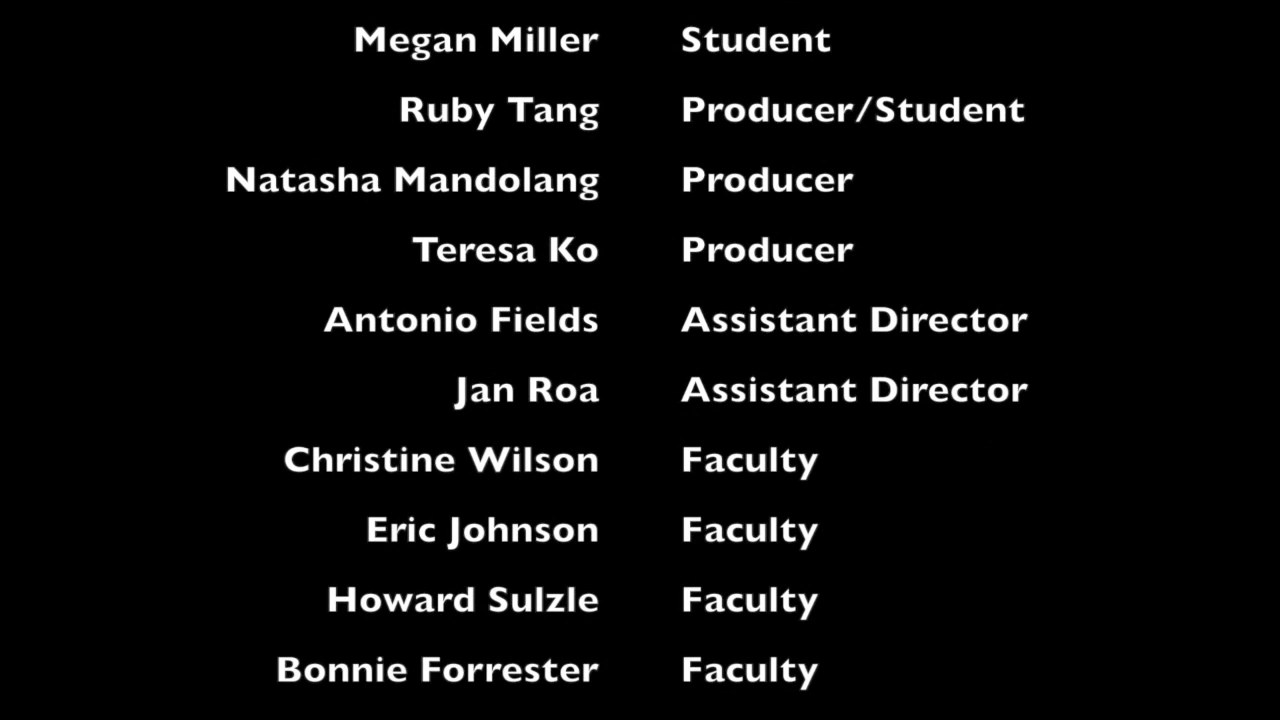 Megan Miller Student
Ruby Tang Producer/Student
Natasha Mandolang Producer
Teresa Ko Producer
Antonio Fields Assistant Director
Jan Roa Assistant Director
Christine Wilson Faculty
Eric Johnson Faculty
Howard Sulzle Faculty
Bonnie Forrester Faculty